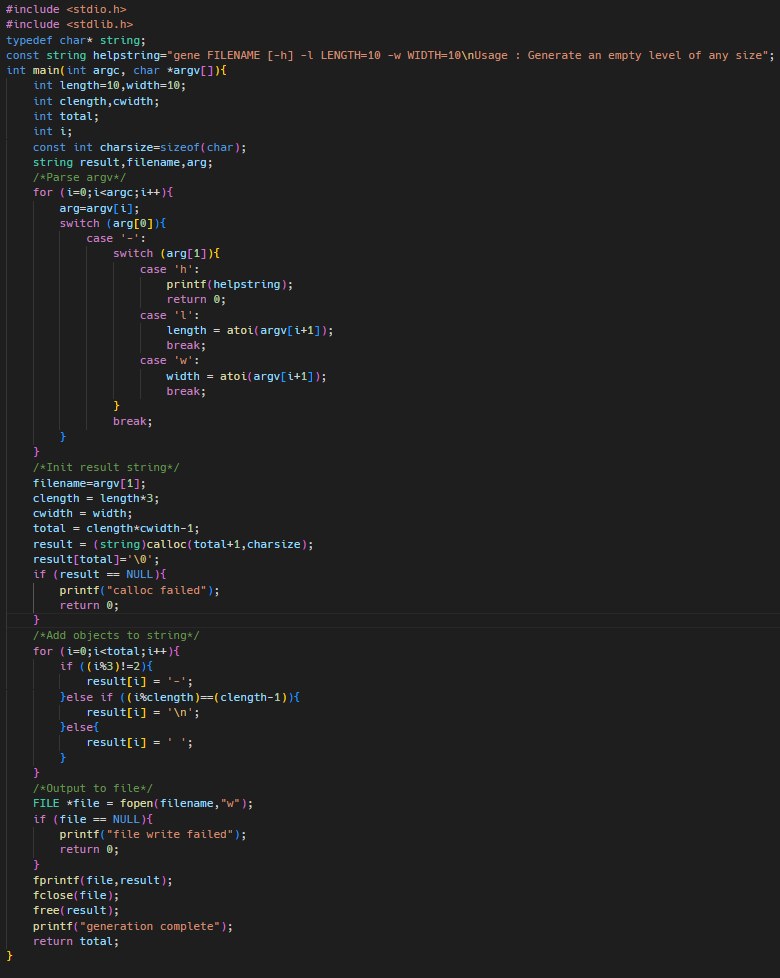 #include <stdio.h>
#include <stdlib.h>
typedef char* string;
const string helpstring="gene FILENAME [-h] -l LENGTH=10 -w WIDTH=10\nUsage : Generate an empty level of any size";
int main(int argc, char *argv[]){
    int length=10,width=10;
    int clength,cwidth;
    int total;
    int i;
    const int charsize=sizeof(char);
    string result,filename,arg;
    /*Parse argv*/
    for (i=0;i<argc;i++){
        arg=argv[i];
        switch (arg[0]){
            case '-':
                switch (arg[1]){
                    case 'h':
                        printf(helpstring);
                        return 0;
                    case 'l':
                        length = atoi(argv[i+1]);
                        break;
                    case 'w':
                        width = atoi(argv[i+1]);
                        break;
                }
                break;
        }
    }
    /*Init result string*/
    filename=argv[1];
    clength = length*3;
    cwidth = width;
    total = clength*cwidth-1;
    result = (string)calloc(total+1,charsize);
    result[total]='\0';
    if (result == NULL){
        printf("calloc failed");
        return 0;
    }
    /*Add objects to string*/
    for (i=0;i<total;i++){
        if ((i%3)!=2){
            result[i] = '-';
        }else if ((i%clength)==(clength-1)){
            result[i] = '\n';
        }else{
            result[i] = ' ';
        }
    }
    /*Output to file*/
    FILE *file = fopen(filename,"w");
    if (file == NULL){
        printf("file write failed");
        return 0;
    }
    fprintf(file,result);
    fclose(file);
    free(result);
    printf("generation complete");
    return total;
}